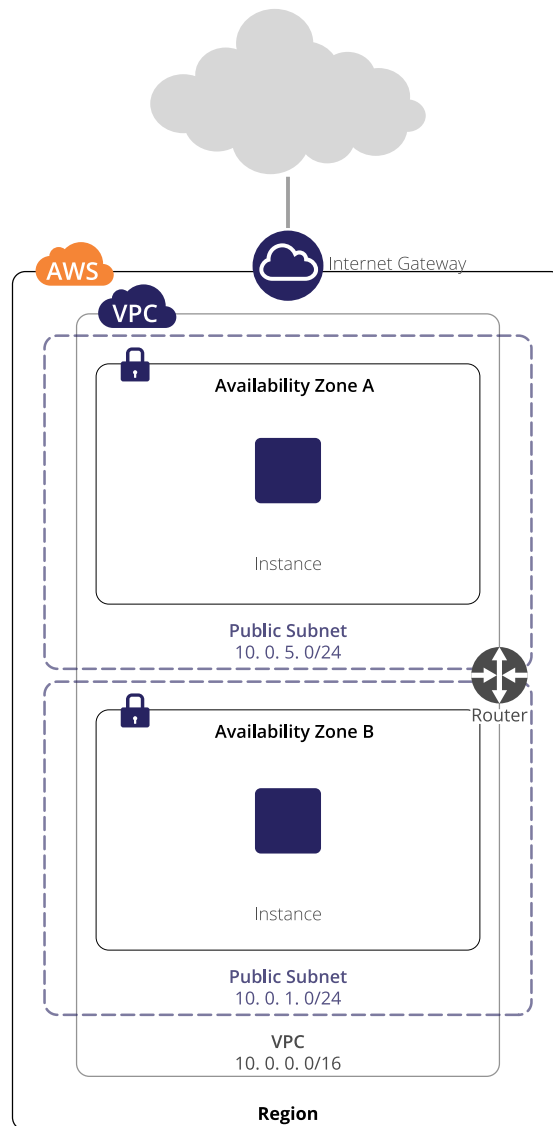 AWS
Internet Gateway
VPC
Availability Zone A
Instance
Public Subnet
10. 0. 5. 0/24
Router
Availability Zone B
Instance
Public Subnet
10. 0. 1. 0/24
VPC
10. 0. 0. 0/16
Region